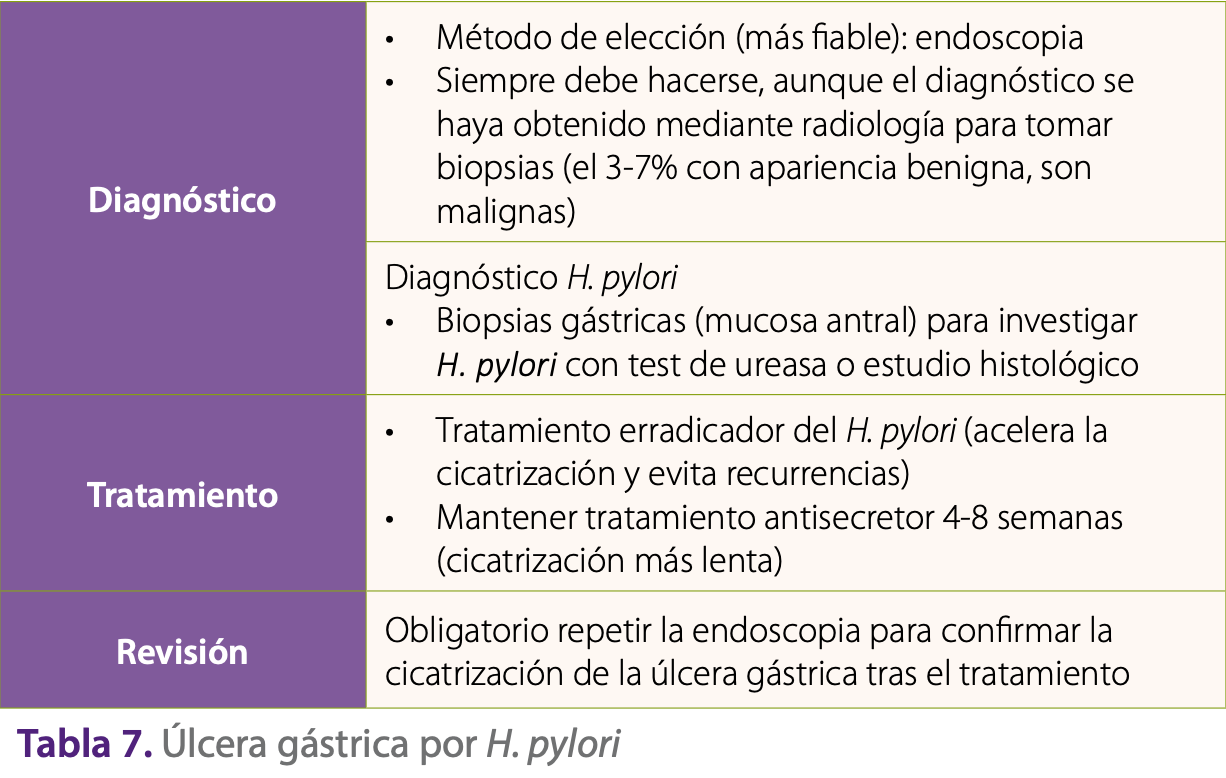 Diagnóstico
• Método de elección (más fiable): endoscopia
• Siempre debe hacerse, aunque el diagnóstico se
haya obtenido mediante radiología para tomar
biopsias (el 3-7% con apariencia benigna, son
malignas)
Diagnóstico H. pylori
• Biopsias gástricas (mucosa antral) para investigar
H. pylori con test de ureasa o estudio histológico
Tratamiento
• Tratamiento erradicador del H. pylori (acelera la
cicatrización y evita recurrencias)
• Mantener tratamiento antisecretor 4-8 semanas
(cicatrización más lenta)
Revisión
Obligatorio repetir la endoscopia para confirmar la
cicatrización de la úlcera gástrica tras el tratamiento
Tabla 7. Úlcera gástrica por H. pylori